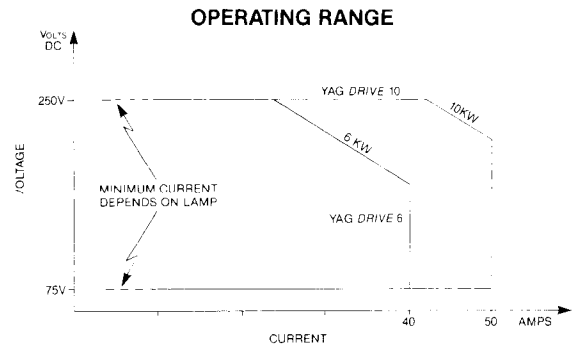 OPERATING RANGE
VOLTS
DC
250V
YAG DRIVE 10
10KW
6 KW
VOLTAGE
MINIMUM CURRENT
DEPENDS ON LAMP
YAG DRIVE 6
75V
40
50
AMPS
CURRENT